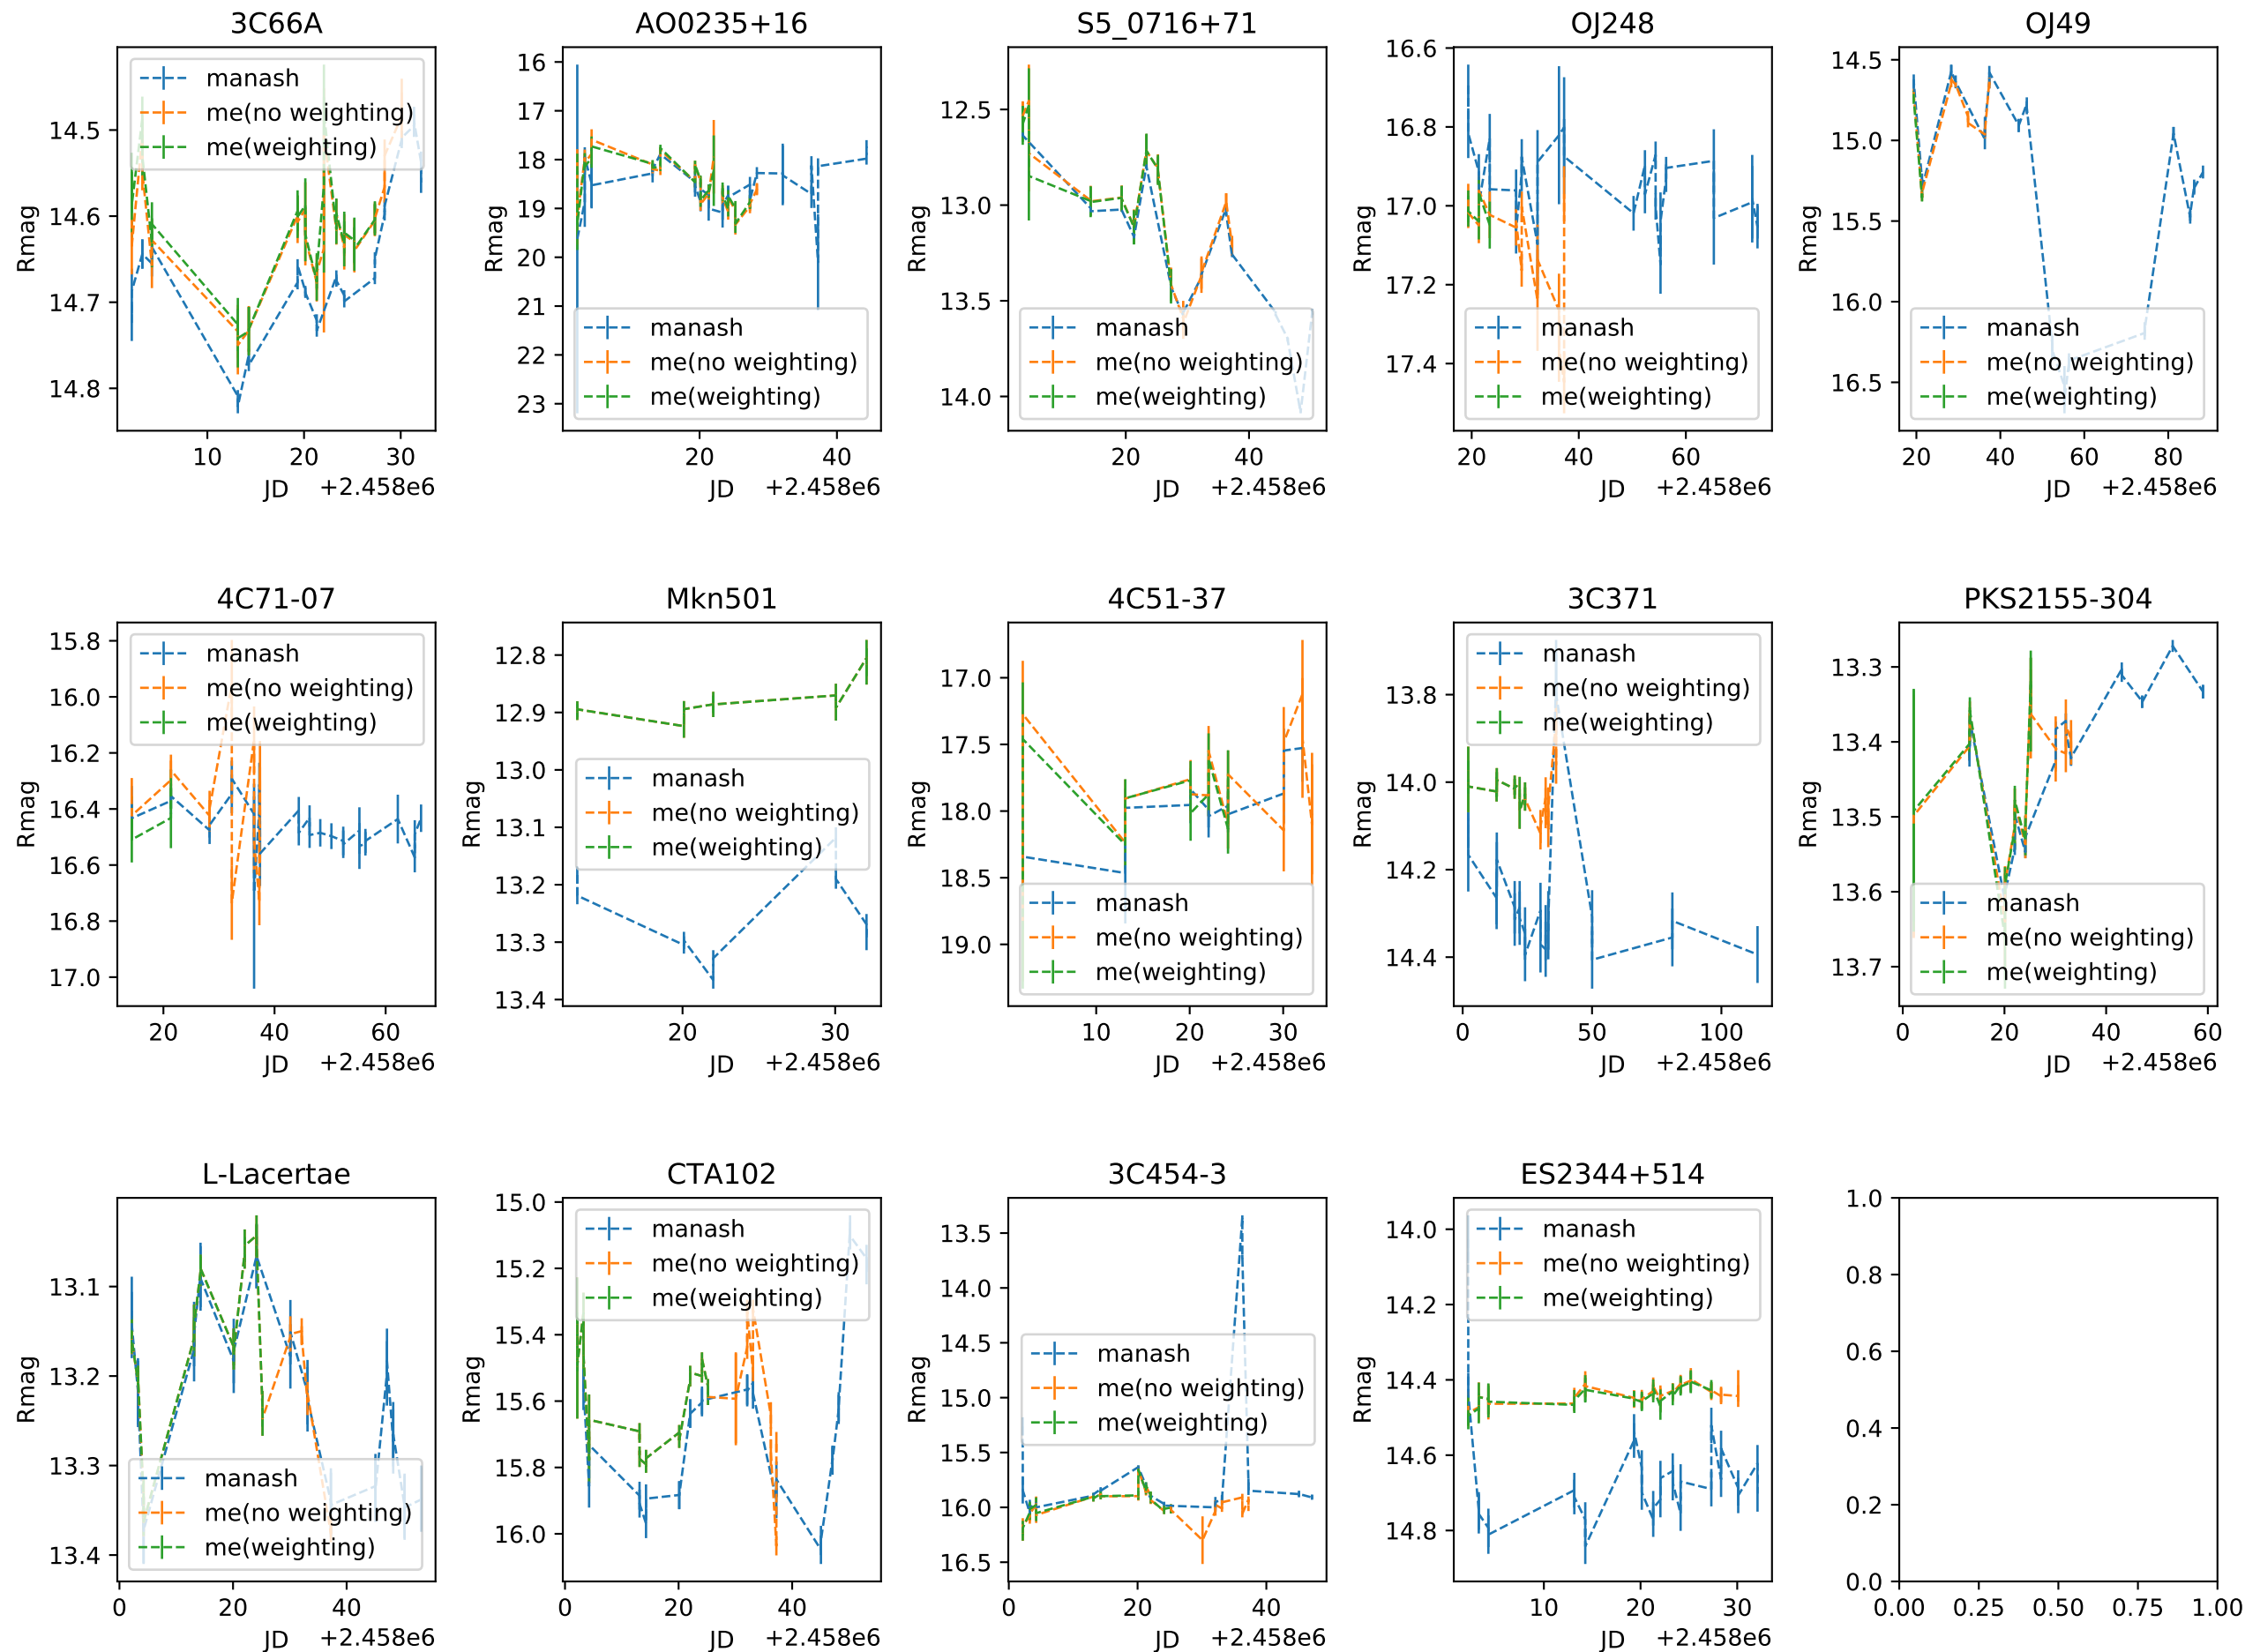 3C66A
AO0235+16
S5_0716+71
OJ248
OJ49
Rmag
14.5
14.6
14.7
14.8
manash
me(no weighting)
me(weighting)
10
20
30
JD
+2.458e6
Rmag
16
17
18
19
20
21
22
23
manash
me(no weighting)
me(weighting)
20
40
JD
+2.458e6
Rmag
12.5
13.0
13.5
14.0
manash
me(no weighting)
me(weighting)
20
40
JD
+2.458e6
Rmag
16.6
16.8
17.0
17.2
17.4
manash
me(no weighting)
me(weighting)
20
40
60
JD
+2.458e6
Rmag
14.5
15.0
15.5
16.0
16.5
manash
me(no weighting)
me(weighting)
20
40
60
80
JD
+2.458e6
4C71-07
Mkn501
4C51-37
3C371
PKS2155-304
Rmag
15.8
16.0
16.2
16.4
16.6
16.8
17.0
manash
me(no weighting)
me(weighting)
20
40
60
JD
+2.458e6
Rmag
12.8
12.9
13.0
13.1
13.2
13.3
13.4
manash
me(no weighting)
me(weighting)
20
30
JD
+2.458e6
Rmag
17.0
17.5
18.0
18.5
19.0
manash
me(no weighting)
me(weighting)
10
20
30
JD
+2.458e6
Rmag
13.8
14.0
14.2
14.4
manash
me(no weighting)
me(weighting)
0
50
100
JD
+2.458e6
Rmag
13.3
13.4
13.5
13.6
13.7
manash
me(no weighting)
me(weighting)
0
20
40
60
JD
+2.458e6
L-Lacertae
CTA102
3C454-3
ES2344+514
Rmag
13.1
13.2
13.3
13.4
manash
me(no weighting)
me(weighting)
0
20
40
JD
+2.458e6
Rmag
15.0
15.2
15.4
15.6
15.8
16.0
manash
me(no weighting)
me(weighting)
0
20
40
JD
+2.458e6
Rmag
13.5
14.0
14.5
15.0
15.5
16.0
16.5
manash
me(no weighting)
me(weighting)
0
20
40
JD
+2.458e6
Rmag
14.0
14.2
14.4
14.6
14.8
manash
me(no weighting)
me(weighting)
10
20
30
JD
+2.458e6
1.0
0.8
0.6
0.4
0.2
0.0
0.00
0.25
0.50
0.75
1.00